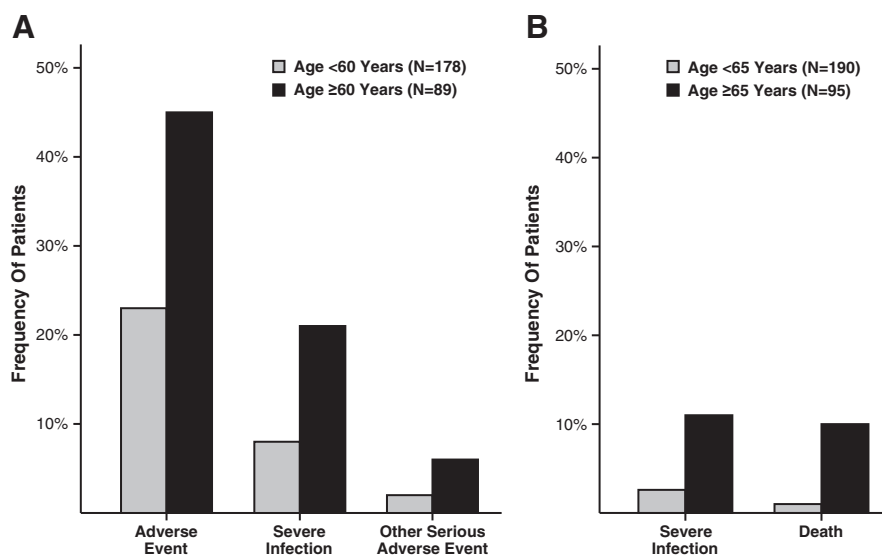 A
Frequency Of Patients
50%
40%
30%
20%
10%
Age <60 Years (N=178)
Age ≥60 Years (N=89)
Adverse
Event
Severe
Infection
Other Serious
Adverse Event
B
Frequency Of Patients
50%
40%
30%
20%
10%
Age <65 Years (N=190)
Age ≥65 Years (N=95)
Severe
Infection
Death